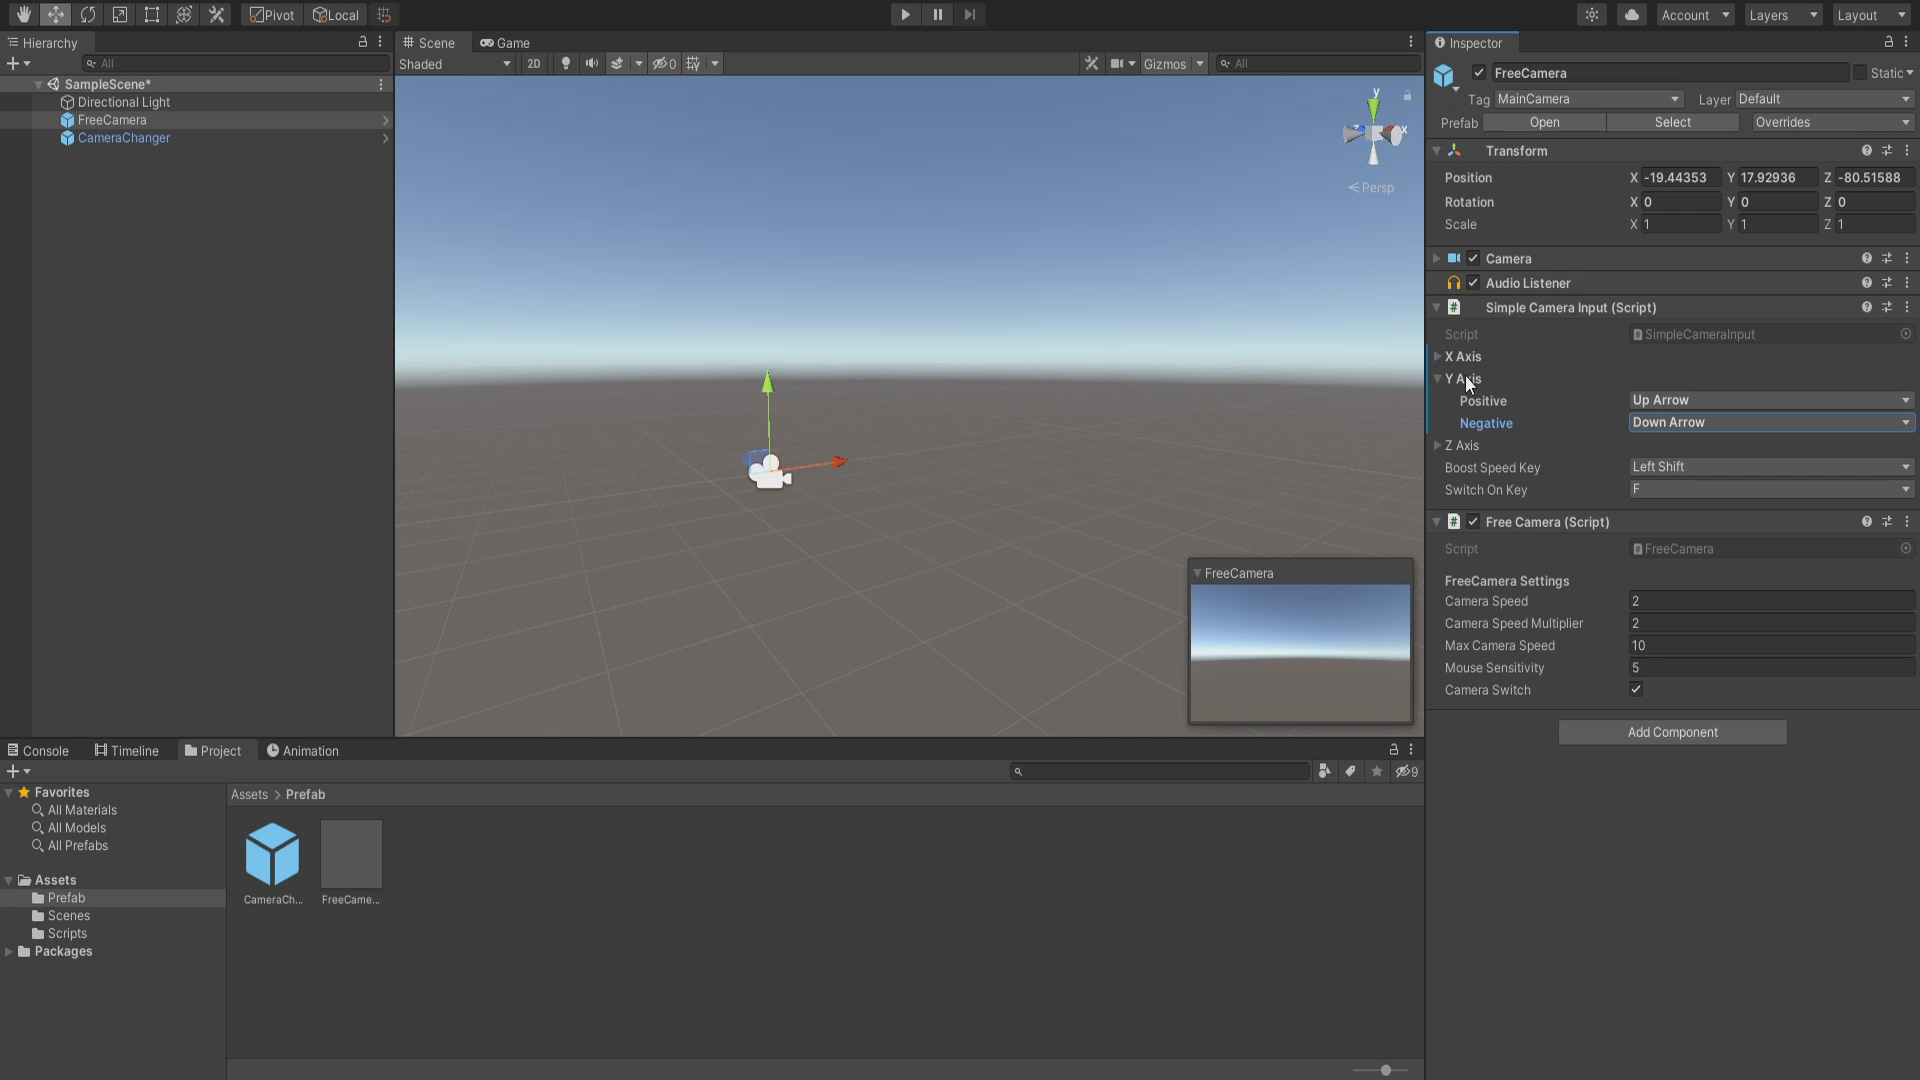 Pivot Local Account Layers Layout
Hierarchy
All
SampleScene*
Directional Light
FreeCamera
CameraChanger
Scene Game
Shaded 2D 0 Gizmos All
y
x
Persp
FreeCamera
Inspector
FreeCamera Static
Tag MainCamera Layer Default
Prefab Open Select Overrides
Transform
Position X -19.44353 Y 17.92936 Z -80.51588
Rotation X 0 Y 0 Z 0
Scale X 1 Y 1 Z 1
Camera
Audio Listener
# Simple Camera Input (Script)
Script SimpleCameraInput
X Axis
Y Axis
Positive Up Arrow
Negative Down Arrow
Z Axis
Boost Speed Key Left Shift
Switch On Key F
# Free Camera (Script)
Script FreeCamera
FreeCamera Settings
Camera Speed 2
Camera Speed Multiplier 2
Max Camera Speed 10
Mouse Sensitivity 5
Camera Switch
Add Component
Console Timeline Project Animation
9
Favorites
All Materials
All Models
All Prefabs
Assets
Prefab
Scenes
Scripts
Packages
Assets > Prefab
CameraCh... FreeCame...